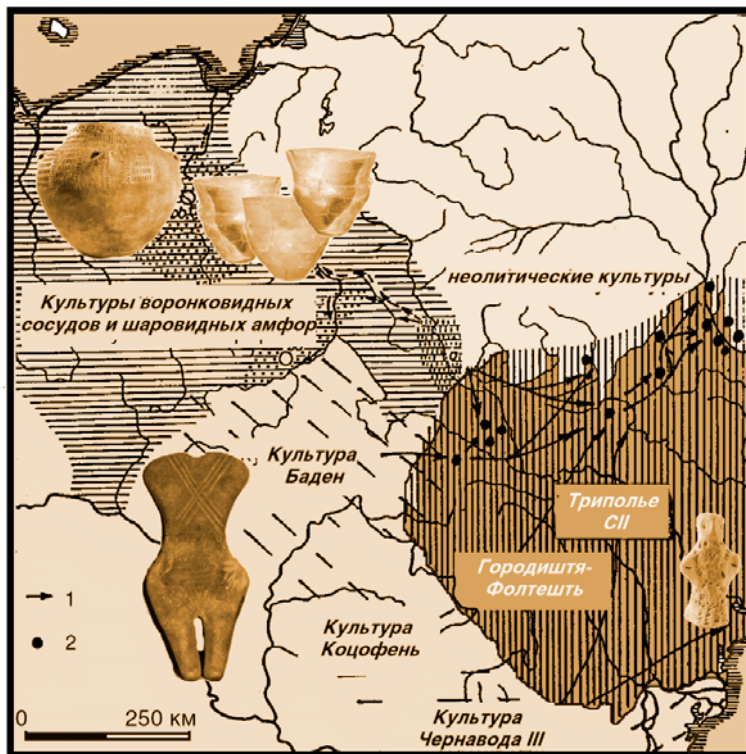 неолитические культуры
Культуры воронковидных
сосудов и шаровидных амфор
Культура
Баден
Триполье
СII
Городиштя-
Фолтешть
1
2
Культура
Коцофень
0 250 км
Культура
Чернавода III